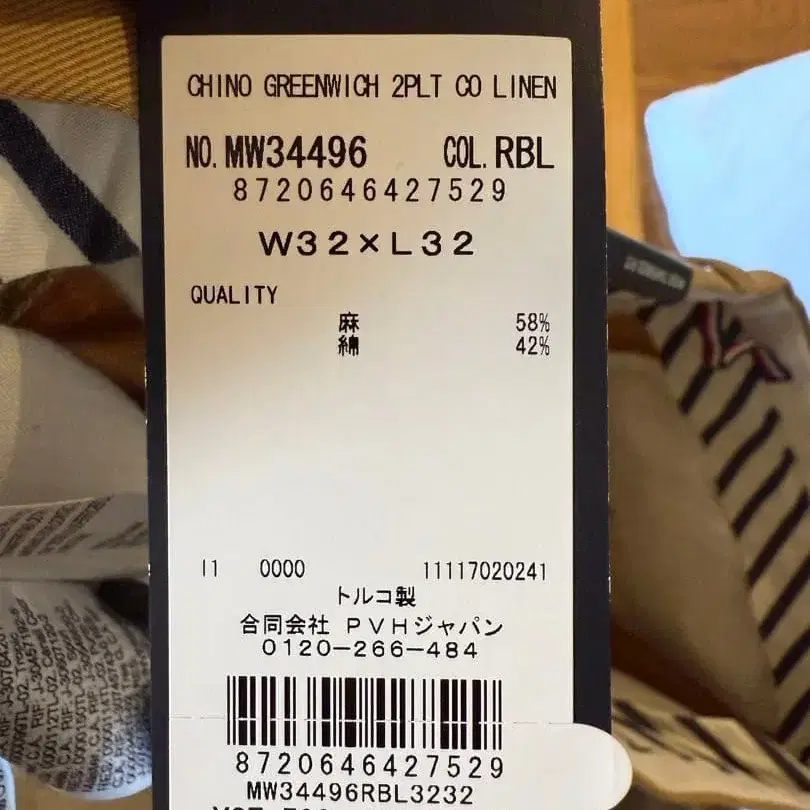 CHINO GREENWICH 2PLT CO LINEN
NO. MW34496 COL. RBL
8720646427529
W32×L32
QUALITY
麻 58%
綿 42%
I1 0000 11117020241
トルコ製
合同会社 PVHジャパン
0120-266-484
8720646427529
MW34496RBL3232